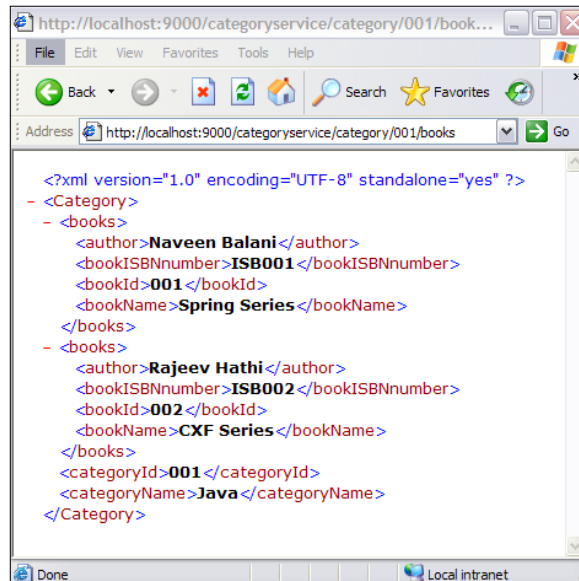 http://localhost:9000/categoryservice/category/001/book...
File Edit View Favorites Tools Help
Back Search Favorites »
Address http://localhost:9000/categoryservice/category/001/books Go
<?xml version="1.0" encoding="UTF-8" standalone="yes" ?>
- <Category>
- <books>
<author>Naveen Balani</author>
<bookISBNnumber>ISB001</bookISBNnumber>
<bookId>001</bookId>
<bookName>Spring Series</bookName>
</books>
- <books>
<author>Rajeev Hathi</author>
<bookISBNnumber>ISB002</bookISBNnumber>
<bookId>002</bookId>
<bookName>CXF Series</bookName>
</books>
<categoryId>001</categoryId>
<categoryName>Java</categoryName>
</Category>
Done Local intranet